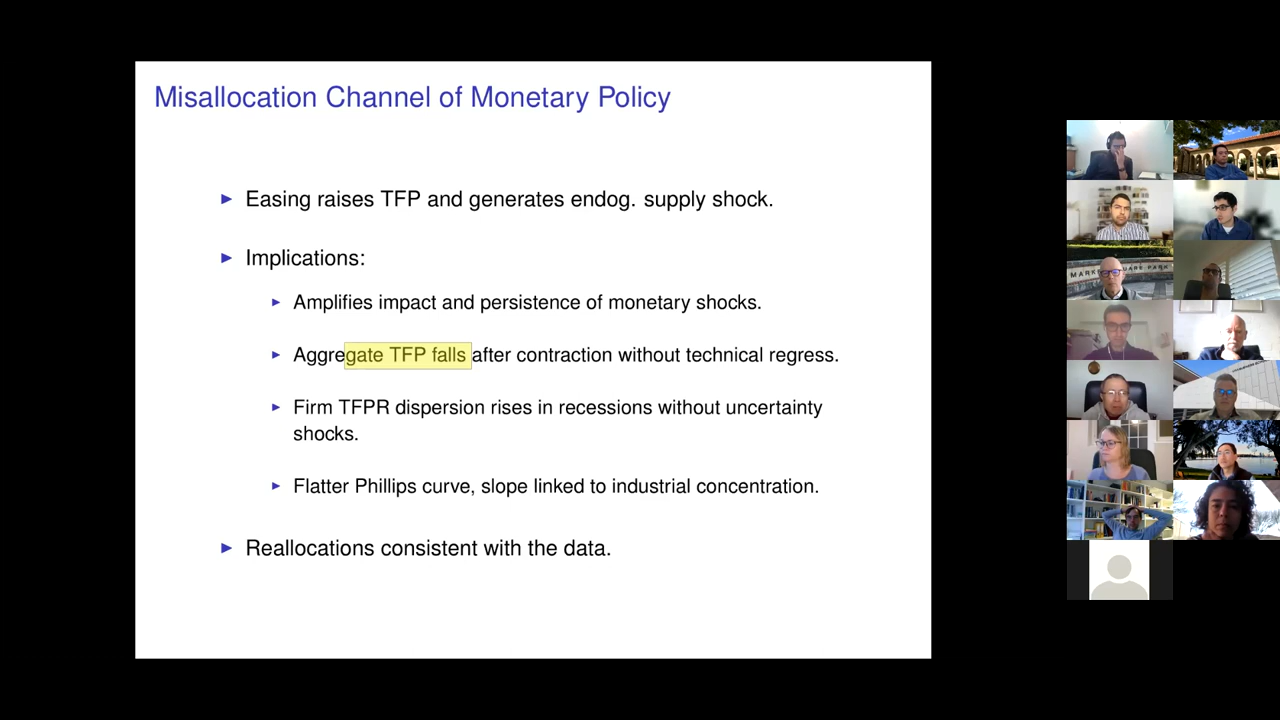 Misallocation Channel of Monetary Policy
Easing raises TFP and generates endog. supply shock.
Implications:
Amplifies impact and persistence of monetary shocks.
Aggregate TFP falls after contraction without technical regress.
Firm TFPR dispersion rises in recessions without uncertainty
shocks.
Flatter Phillips curve, slope linked to industrial concentration.
Reallocations consistent with the data.